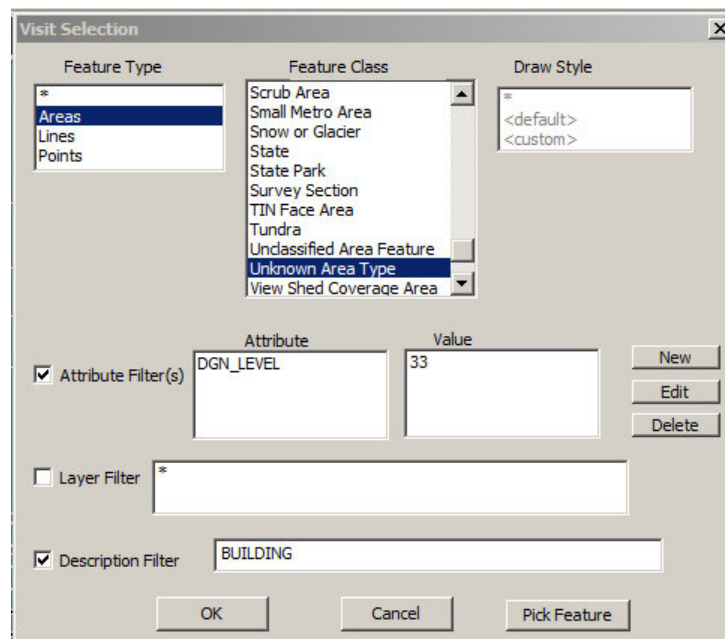 Visit Selection
Feature Type
Feature Class
Draw Style
*
Areas
Lines
Points
Scrub Area
Small Metro Area
Snow or Glacier
State
State Park
Survey Section
TIN Face Area
Tundra
Unclassified Area Feature
Unknown Area Type
View Shed Coverage Area
*
<default>
<custom>
Attribute
Value
Attribute Filter(s)
DGN_LEVEL
33
New
Edit
Delete
Layer Filter
*
Description Filter
BUILDING
OK
Cancel
Pick Feature